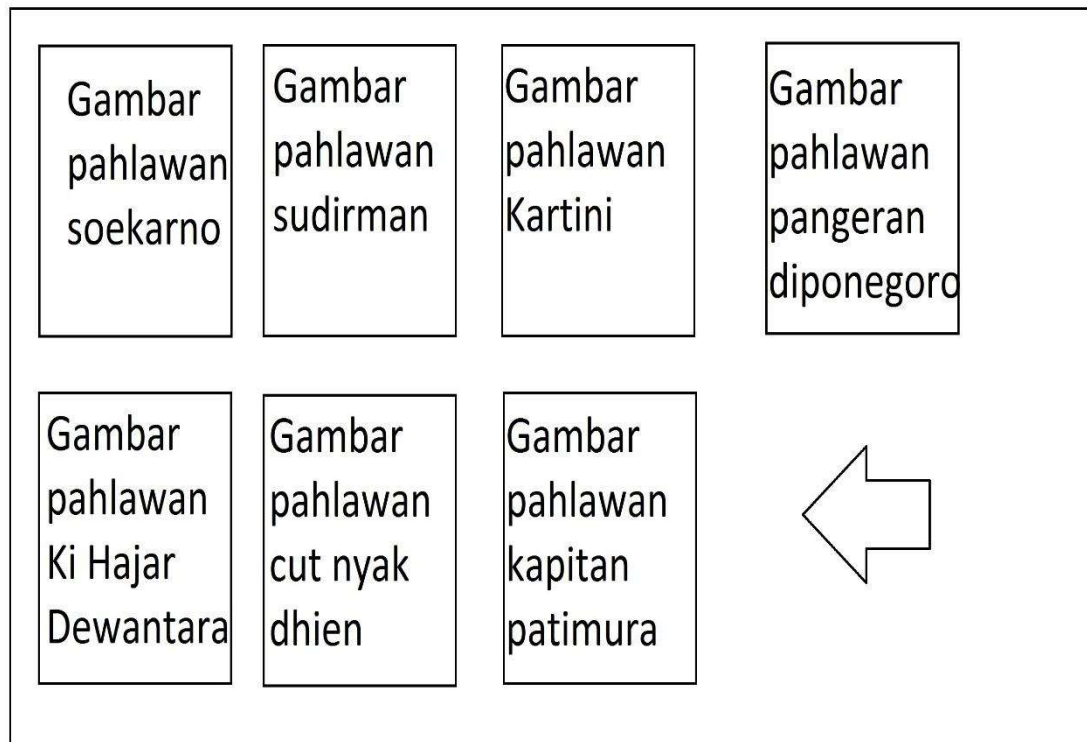 Gambar
pahlawan
soekarno
Gambar
pahlawan
sudirman
Gambar
pahlawan
Kartini
Gambar
pahlawan
pangeran
diponegoro
Gambar
pahlawan
Ki Hajar
Dewantara
Gambar
pahlawan
cut nyak
dhien
Gambar
pahlawan
kapitan
patimura